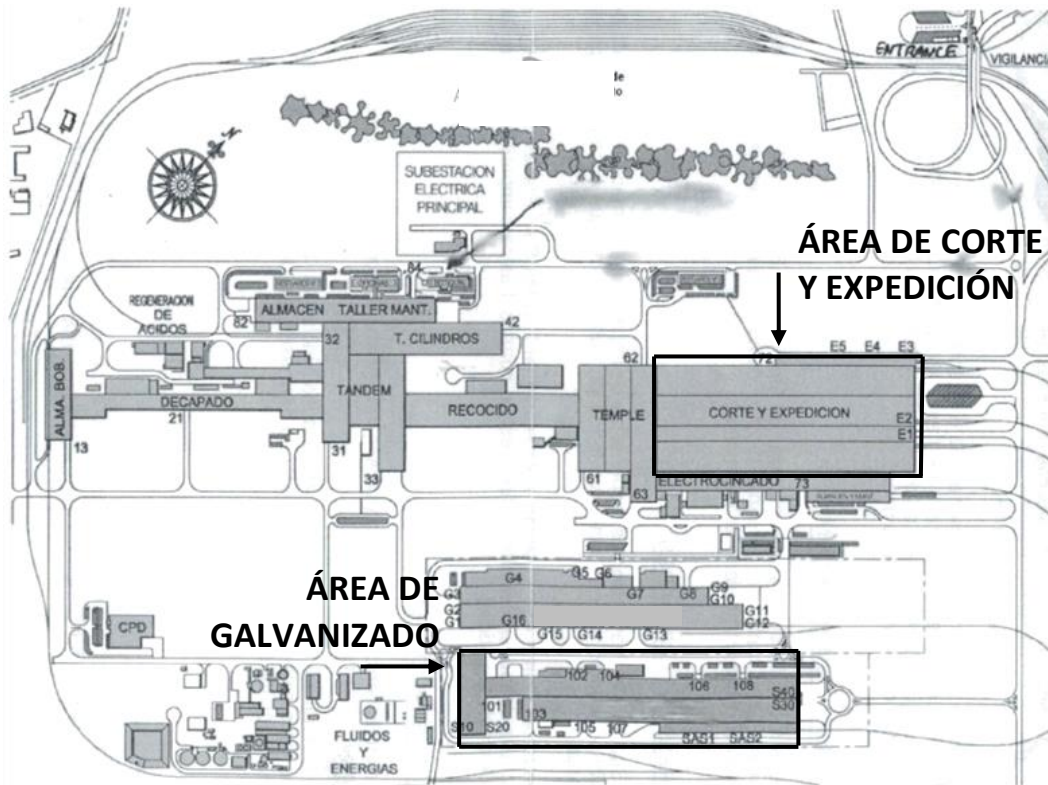 ENTRANCE
VIGILANCIA
de
lo
N
SUBESTACION
ELECTRICA
PRINCIPAL
ÁREA DE CORTE
Y EXPEDICIÓN
REGENERACION
DE
ACIDOS
84
82
ALMACEN
TALLER MANT.
42
32
T. CILINDROS
62
72
E5
E4
E3
ALMA. BOB.
DECAPADO
21
TANDEM
RECOCIDO
TEMPLE
CORTE Y EXPEDICION
E2
E1
13
31
33
61
63
ELECTROCINCADO
73
G4
G5
G6
G7
G8
G9
G10
G3
G2
G1
G16
G11
G12
G15
G14
G13
ÁREA DE
GALVANIZADO
CPD
102
104
106
108
S40
S30
101
103
S10
S20
105
107
SAS1
SAS2
FLUIDOS
Y
ENERGIAS